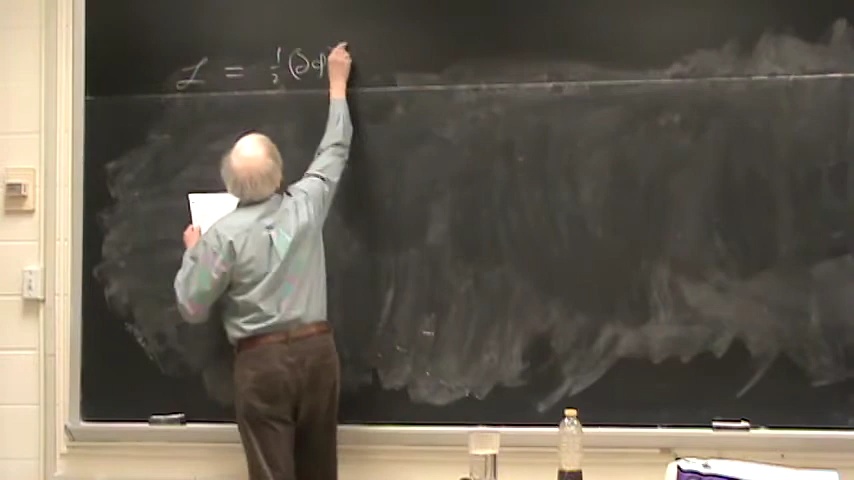 ℒ = 1/2 (∂φ)